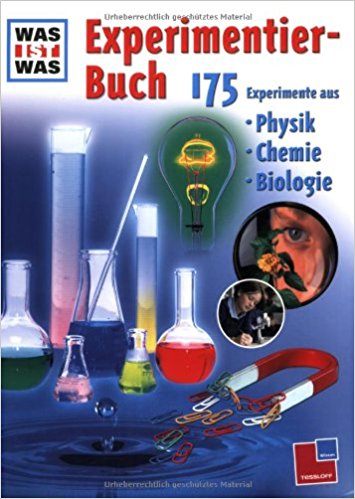 Urheberrechtlich geschütztes Material
WAS
IST
WAS
Experimentier-
Buch
175 Experimente aus
• Physik
• Chemie
• Biologie
Wissen
TESSLOFF
Urheberrechtlich geschütztes Material